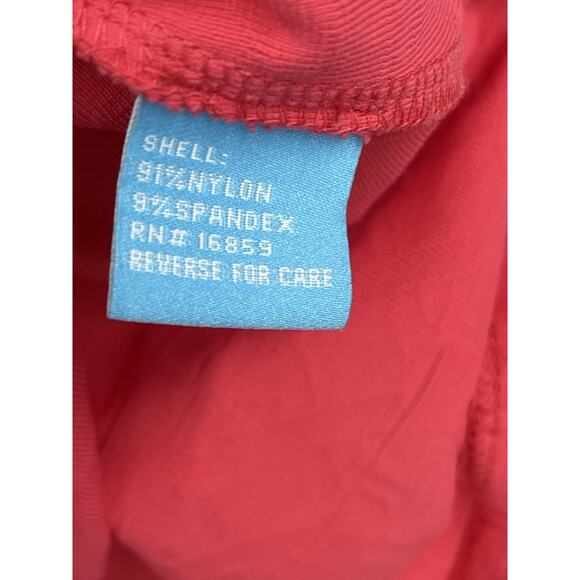 SHELL:
91%NYLON
9%SPANDEX
RN# 16859
REVERSE FOR CARE